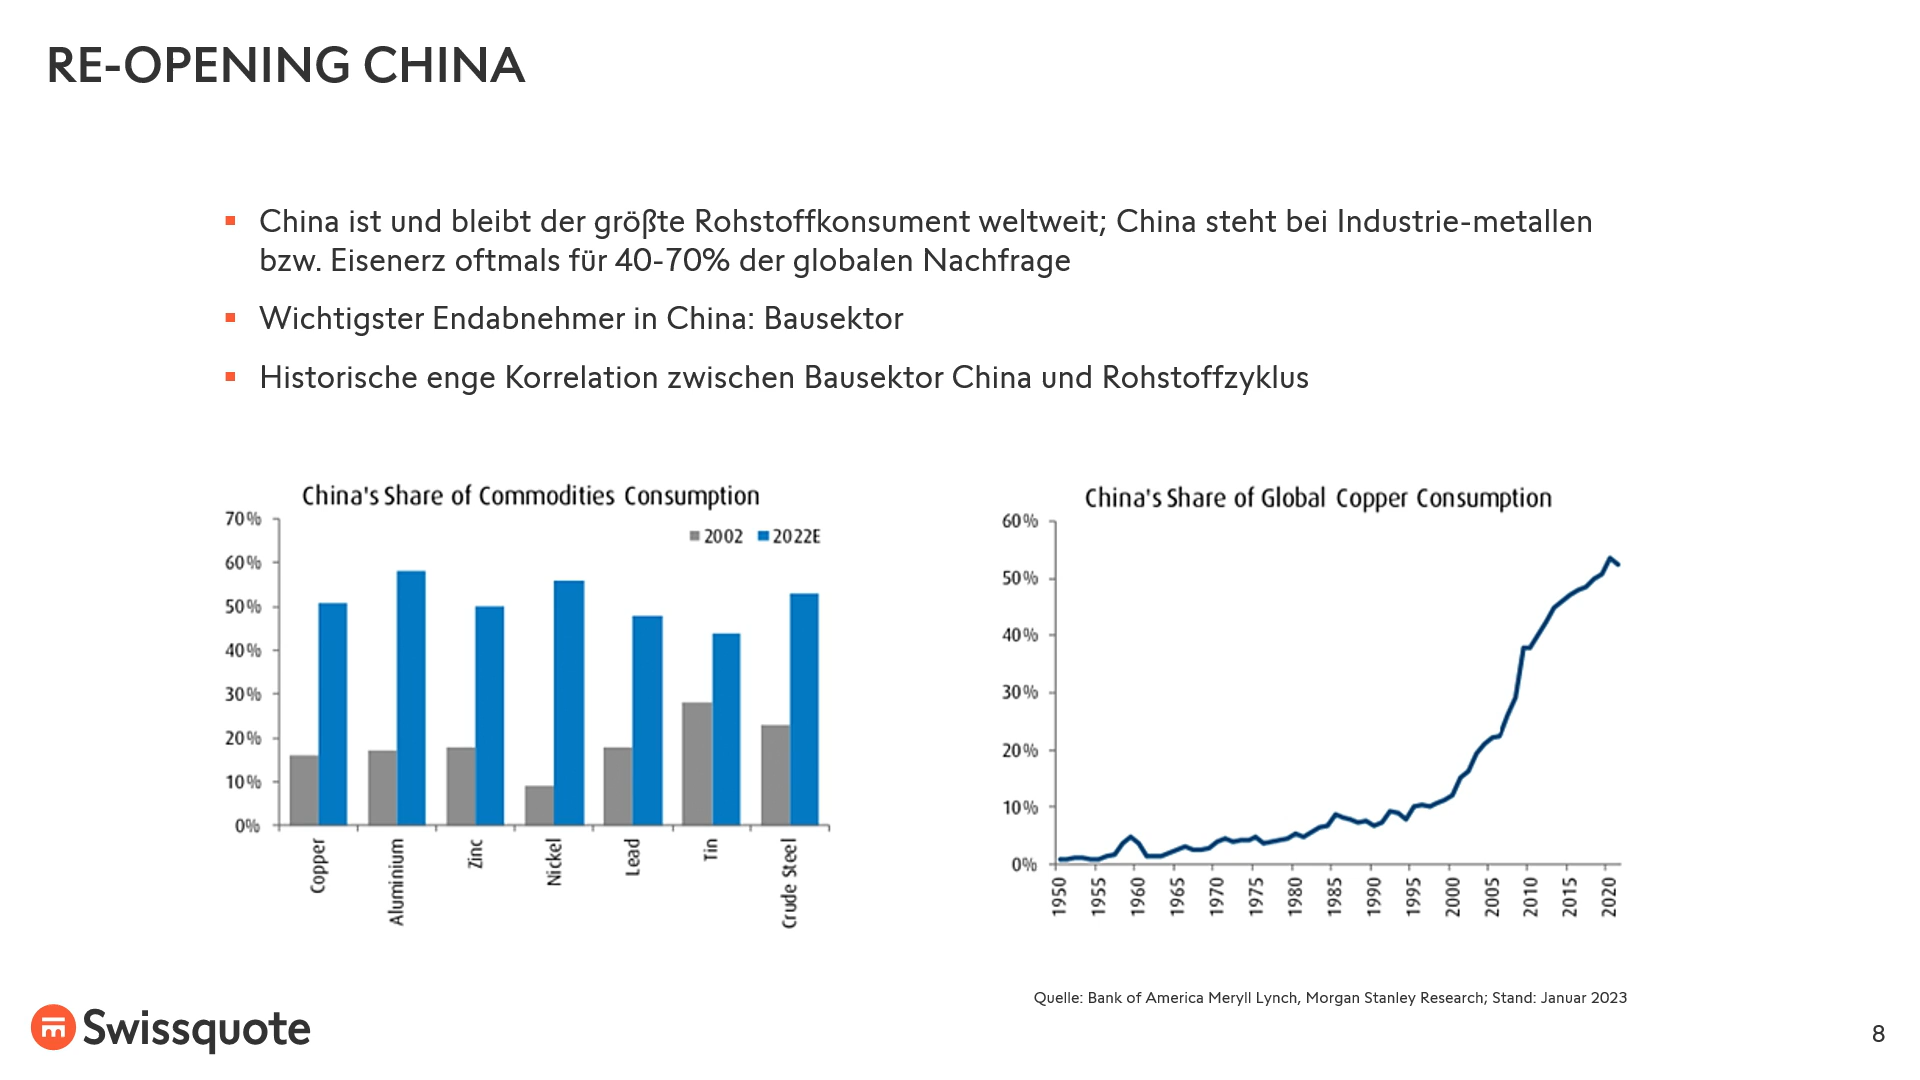 RE-OPENING CHINA
▪ China ist und bleibt der größte Rohstoffkonsument weltweit; China steht bei Industrie-metallen
bzw. Eisenerz oftmals für 40-70% der globalen Nachfrage
▪ Wichtigster Endabnehmer in China: Bausektor
▪ Historische enge Korrelation zwischen Bausektor China und Rohstoffzyklus
China's Share of Commodities Consumption
2002 2022E
70%
60%
50%
40%
30%
20%
10%
0%
Copper
Aluminium
Zinc
Nickel
Lead
Tin
Crude Steel
China's Share of Global Copper Consumption
60%
50%
40%
30%
20%
10%
0%
1950
1955
1960
1965
1970
1975
1980
1985
1990
1995
2000
2005
2010
2015
2020
Quelle: Bank of America Meryll Lynch, Morgan Stanley Research; Stand: Januar 2023
Swissquote
8